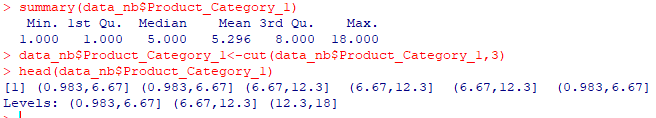 > summary(data_nb$Product_Category_1)
Min. 1st Qu. Median Mean 3rd Qu. Max.
1.000 1.000 5.000 5.296 8.000 18.000
> data_nb$Product_Category_1<-cut(data_nb$Product_Category_1,3)
> head(data_nb$Product_Category_1)
[1] (0.983,6.67] (0.983,6.67] (6.67,12.3] (6.67,12.3] (6.67,12.3] (0.983,6.67]
Levels: (0.983,6.67] (6.67,12.3] (12.3,18]
>